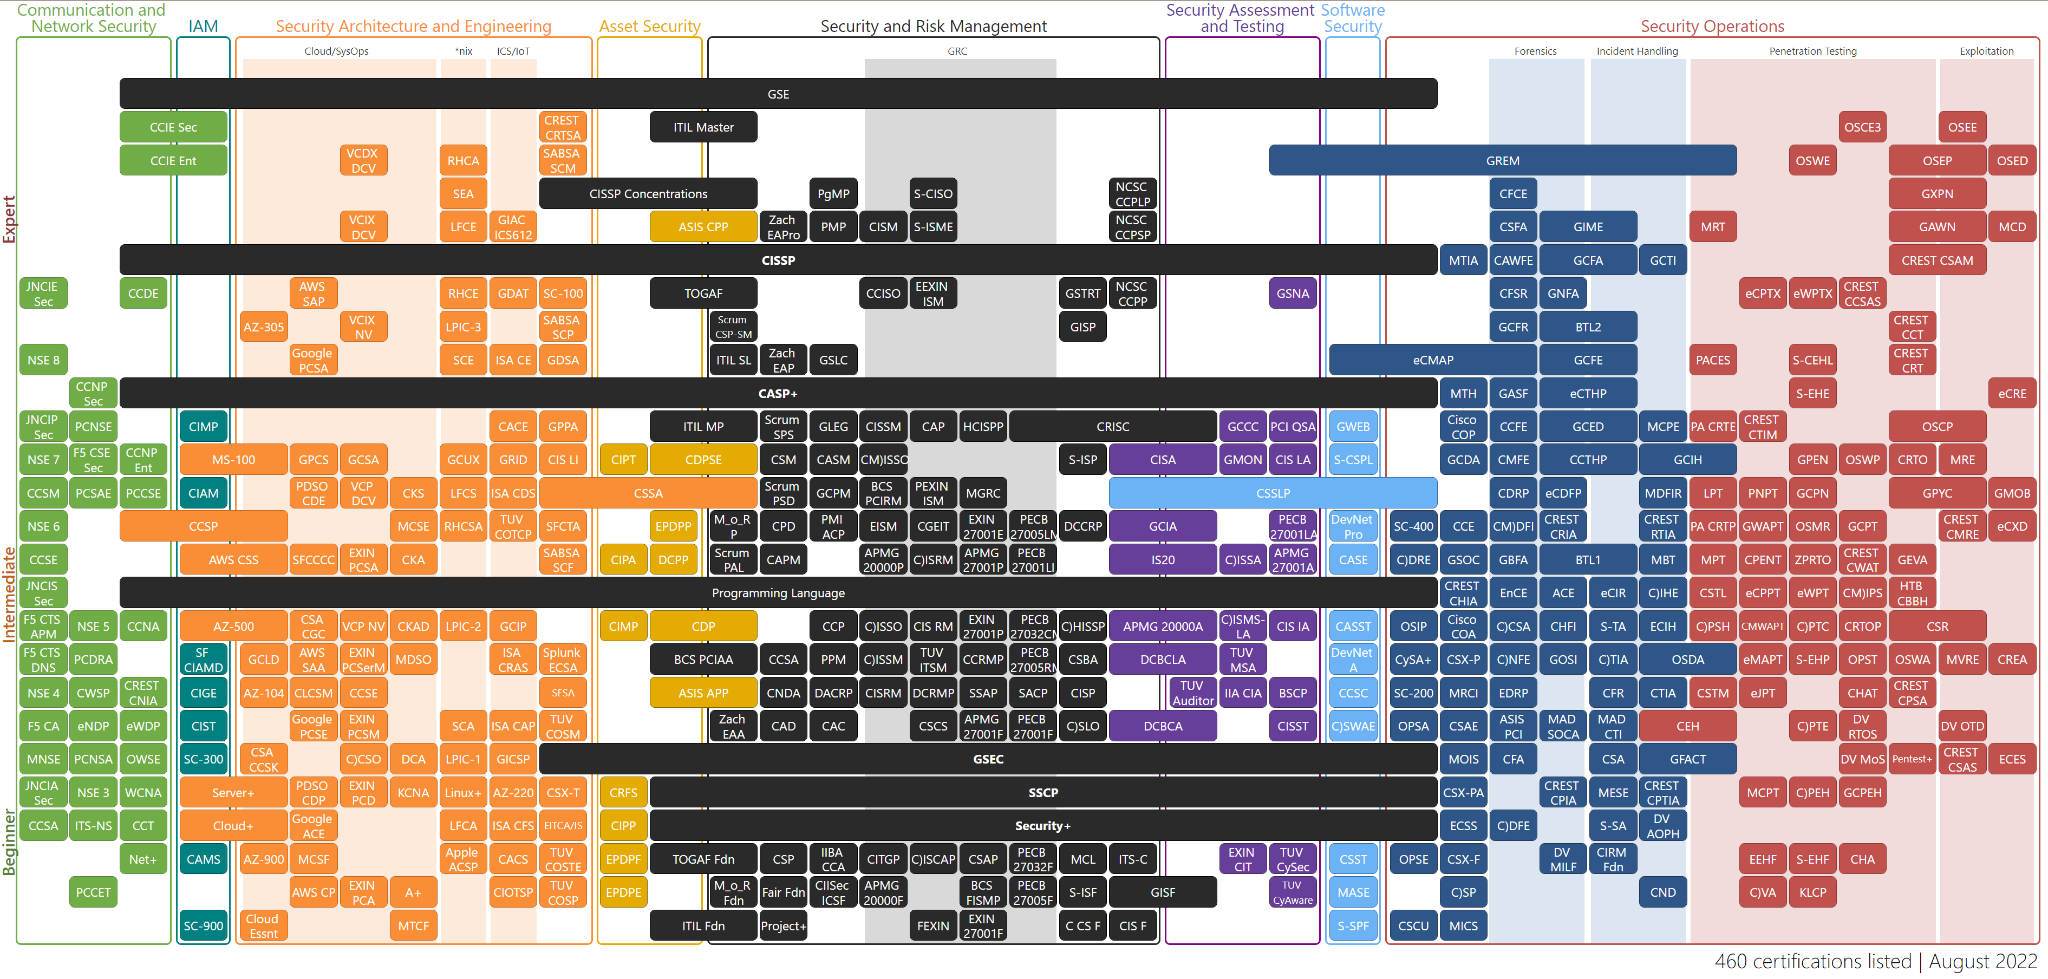 Communication and
Network Security
IAM
Security Architecture and Engineering
Asset Security
Security and Risk Management
Security Assessment
and Testing
Software
Security
Security Operations
Cloud/SysOps
*nix
ICS/IoT
GRC
Forensics
Incident Handling
Penetration Testing
Exploitation
Expert
Intermediate
Beginner
GSE
CCIE Sec
CREST
CRTSA
ITIL Master
OSCE3
OSEE
CCIE Ent
VCDX
DCV
RHCA
SABSA
SCM
GREM
OSWE
OSEP
OSED
SEA
CISSP Concentrations
PgMP
S-CISO
NCSC
CCPLP
CFCE
GXPN
VCIX
DCV
LFCE
GIAC
ICS612
ASIS CPP
Zach
EAPro
PMP
CISM
S-ISME
NCSC
CCPSP
CSFA
GIME
MRT
GAWN
MCD
CISSP
MTIA
CAWFE
GCFA
GCTI
CREST CSAM
JNCIE
Sec
CCDE
AWS
SAP
RHCE
GDAT
SC-100
TOGAF
CCISO
EEXIN
ISM
GSTRT
NCSC
CCPP
GSNA
CFSR
GNFA
eCPTX
eWPTX
CREST
CCSAS
AZ-305
VCIX
NV
LPIC-3
SABSA
SCP
Scrum
CSP-SM
GISP
GCFR
BTL2
CREST
CCT
NSE 8
Google
PCSA
SCE
ISA CE
GDSA
ITIL SL
Zach
EAP
GSLC
eCMAP
GCFE
PACES
S-CEHL
CREST
CRT
CCNP
Sec
CASP+
MTH
GASF
eCTHP
S-EHE
eCRE
JNCIP
Sec
PCNSE
CIMP
CACE
GPPA
ITIL MP
Scrum
SPS
GLEG
CISSM
CAP
HCISPP
CRISC
GCCC
PCI QSA
GWEB
Cisco
COP
CCFE
GCED
MCPE
PA CRTE
CREST
CTIM
OSCP
NSE 7
F5 CSE
Sec
CCNP
Ent
MS-100
GPCS
GCSA
GCUX
GRID
CIS LI
CIPT
CDPSE
CSM
CASM
CM)ISSO
S-ISP
CISA
GMON
CIS LA
S-CSPL
GCDA
CMFE
CCTHP
GCIH
GPEN
OSWP
CRTO
MRE
CCSM
PCSAE
PCCSE
CIAM
PDSO
CDE
VCP
DCV
CKS
LFCS
ISA CDS
CSSA
Scrum
PSD
GCPM
BCS
PCIRM
PEXIN
ISM
MGRC
CSSLP
CDRP
eCDFP
MDFIR
LPT
PNPT
GCPN
GPYC
GMOB
NSE 6
CCSP
MCSE
RHCSA
TUV
COTCP
SFCTA
EPDPP
M_o_R
P
CPD
PMI
ACP
EISM
CGEIT
EXIN
27001E
PECB
27005LM
DCCRP
GCIA
PECB
27001LA
DevNet
Pro
SC-400
CCE
CM)DFI
CREST
CRIA
CREST
RTIA
PA CRTP
GWAPT
OSMR
GCPT
CREST
CMRE
eCXD
CCSE
AWS CSS
SFCCCC
EXIN
PCSA
CKA
SABSA
SCF
CIPA
DCPP
Scrum
PAL
CAPM
APMG
20000P
C)ISRM
APMG
27001P
PECB
27001LI
IS20
C)ISSA
APMG
27001A
CASE
C)DRE
GSOC
GBFA
BTL1
MBT
MPT
CPENT
ZPRTO
CREST
CWAT
GEVA
JNCIS
Sec
Programming Language
CREST
CHIA
EnCE
ACE
eCIR
C)IHE
CSTL
eCPPT
eWPT
CM)IPS
HTB
CBBH
F5 CTS
APM
NSE 5
CCNA
AZ-500
CSA
CGC
VCP NV
CKAD
LPIC-2
GCIP
CIMP
CDP
CCP
C)ISSO
CIS RM
EXIN
27001P
PECB
27032CM
C)HISSP
APMG 20000A
C)ISMS-
LA
CIS IA
CASST
OSIP
Cisco
COA
C)CSA
CHFI
S-TA
ECIH
C)PSH
CMWAPT
C)PTC
CRTOP
CSR
F5 CTS
DNS
PCDRA
SF
CIAMD
GCLD
AWS
SAA
EXIN
PCSerM
MDSO
ISA
CRAS
Splunk
ECSA
BCS PCIAA
CCSA
PPM
C)ISSM
TUV
ITSM
CCRMP
PECB
27005RM
CSBA
DCBCLA
TUV
MSA
DevNet
A
CySA+
CSX-P
C)NFE
GOSI
C)TIA
OSDA
eMAPT
S-EHP
OPST
OSWA
MVRE
CREA
NSE 4
CWSP
CREST
CNIA
CIGE
AZ-104
CLCSM
CCSE
SFSA
ASIS APP
CNDA
DACRP
CISRM
DCRMP
SSAP
SACP
CISP
TUV
Auditor
IIA CIA
BSCP
CCSC
SC-200
MRCI
EDRP
CFR
CTIA
CSTM
eJPT
CHAT
CREST
CPSA
F5 CA
eNDP
eWDP
CIST
Google
PCSE
EXIN
PCSM
SCA
ISA CAP
TUV
COSM
Zach
EAA
CAD
CAC
CSCS
APMG
27001F
PECB
27001F
C)SLO
DCBCA
CISST
C)SWAE
OPSA
CSAE
ASIS
PCI
MAD
SOCA
MAD
CTI
CEH
C)PTE
DV
RTOS
DV OTD
MNSE
PCNSA
OWSE
SC-300
CSA
CCSK
C)CSO
DCA
LPIC-1
GICSP
GSEC
MOIS
CFA
CSA
GFACT
DV MoS
Pentest+
CREST
CSAS
ECES
JNCIA
Sec
NSE 3
WCNA
Server+
PDSO
CDP
EXIN
PCD
KCNA
Linux+
AZ-220
CSX-T
CRFS
SSCP
CSX-PA
CREST
CPIA
MESE
CREST
CPTIA
MCPT
C)PEH
GCPEH
CCSA
ITS-NS
CCT
Cloud+
Google
ACE
LFCA
ISA CFS
EITCA/IS
CIPP
Security+
ECSS
C)DFE
S-SA
DV
AOPH
Net+
CAMS
AZ-900
MCSF
Apple
ACSP
CACS
TUV
COSTE
EPDPF
TOGAF Fdn
CSP
IIBA
CCA
CITGP
C)ISCAP
CSAP
PECB
27032F
MCL
ITS-C
EXIN
CIT
TUV
CySec
CSST
OPSE
CSX-F
DV
MILF
CIRM
Fdn
EEHF
S-EHF
CHA
PCCET
AWS CP
EXIN
PCA
A+
CIOTSP
TUV
COSP
EPDPE
M_o_R
Fdn
Fair Fdn
CIISec
ICSF
APMG
20000F
BCS
FISMP
PECB
27005F
S-ISF
GISF
TUV
CyAware
MASE
C)SP
CND
C)VA
KLCP
SC-900
Cloud
Essnt
MTCF
ITIL Fdn
Project+
FEXIN
EXIN
27001F
C CS F
CIS F
S-SPF
CSCU
MICS
460 certifications listed | August 2022